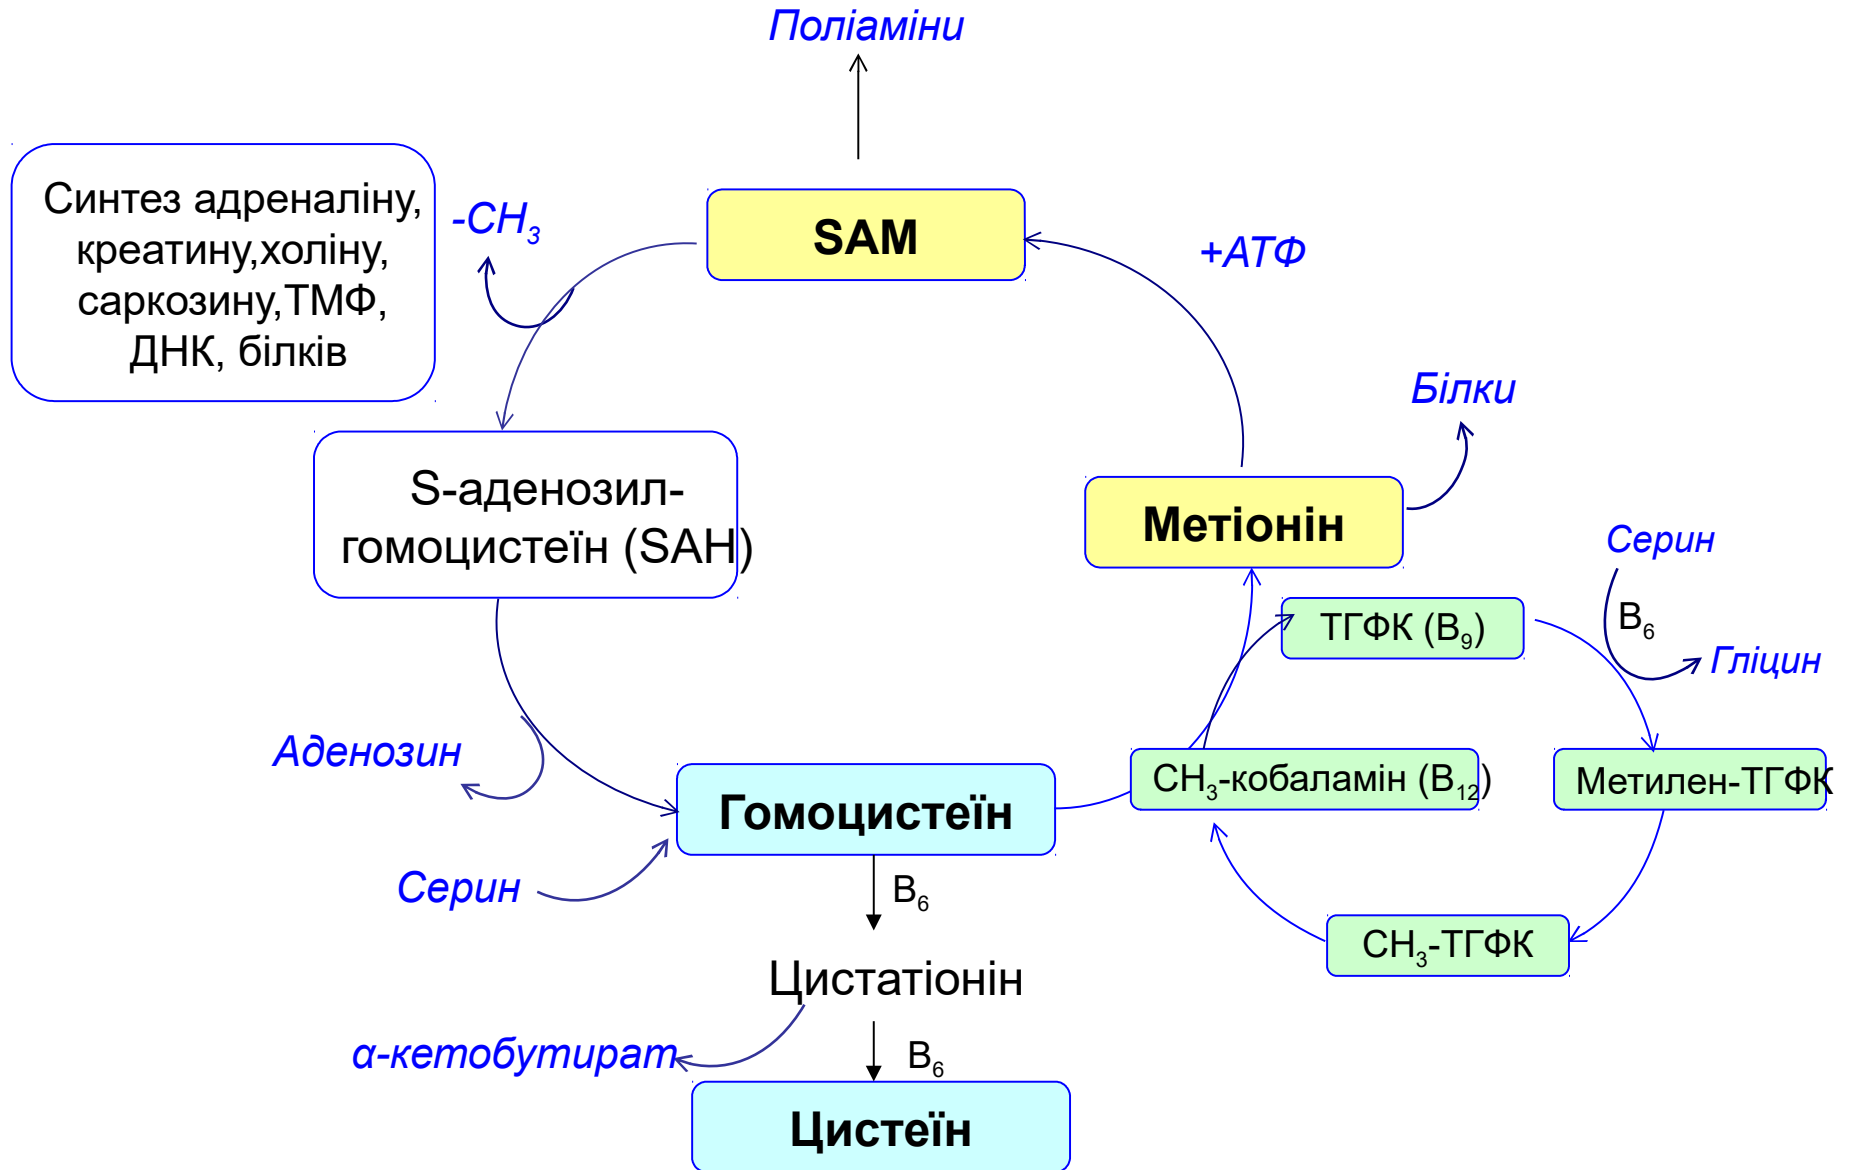 Поліаміни
Синтез адреналіну,
креатину,холіну,
саркозину,ТМФ,
ДНК, білків
-CH₃
SAM
+АТФ
Білки
S-аденозил-
гомоцистеїн (SAH)
Метіонін
Серин
ТГФК (B₉)
B₆
Гліцин
Аденозин
Гомоцистеїн
CH₃-кобаламін (B₁₂)
Метилен-ТГФК
Серин
B₆
CH₃-ТГФК
Цистатіонін
α-кетобутират
B₆
Цистеїн